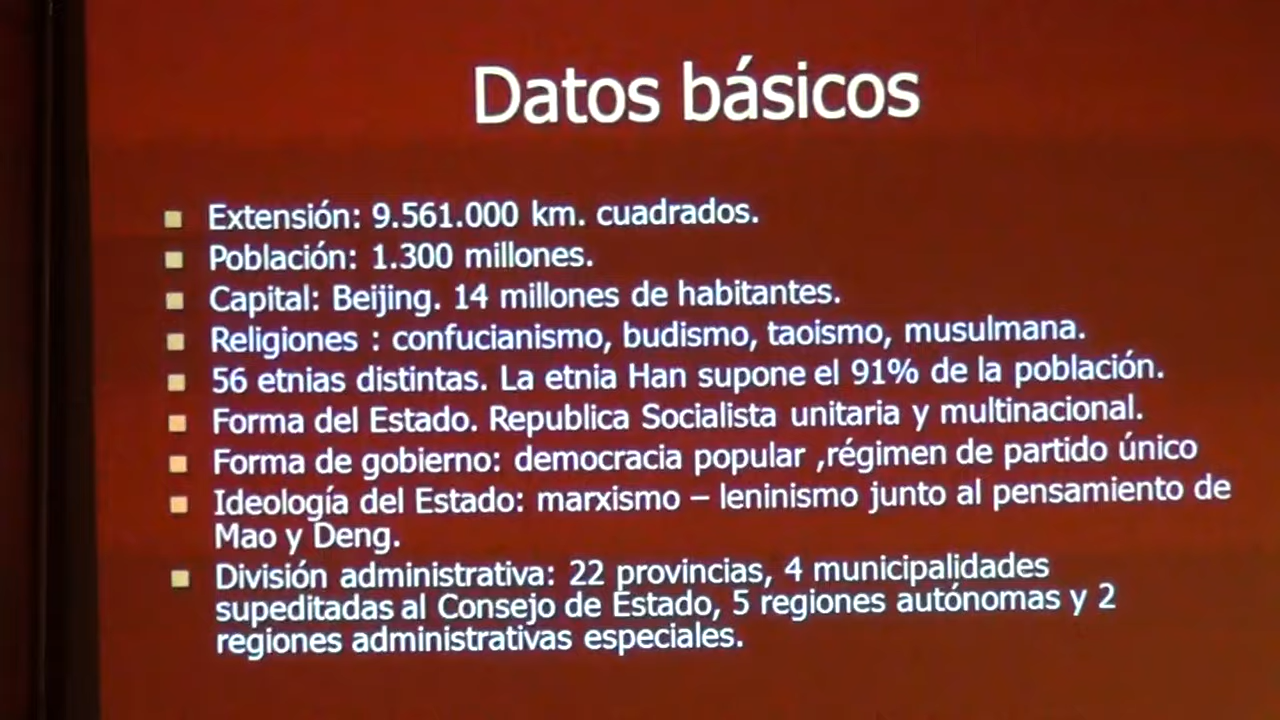 Datos básicos
Extensión: 9.561.000 km. cuadrados.
Población: 1.300 millones.
Capital: Beijing. 14 millones de habitantes.
Religiones : confucianismo, budismo, taoismo, musulmana.
56 etnias distintas. La etnia Han supone el 91% de la población.
Forma del Estado. Republica Socialista unitaria y multinacional.
Forma de gobierno: democracia popular ,régimen de partido único
Ideología del Estado: marxismo – leninismo junto al pensamiento de
Mao y Deng.
División administrativa: 22 provincias, 4 municipalidades
supeditadas al Consejo de Estado, 5 regiones autónomas y 2
regiones administrativas especiales.